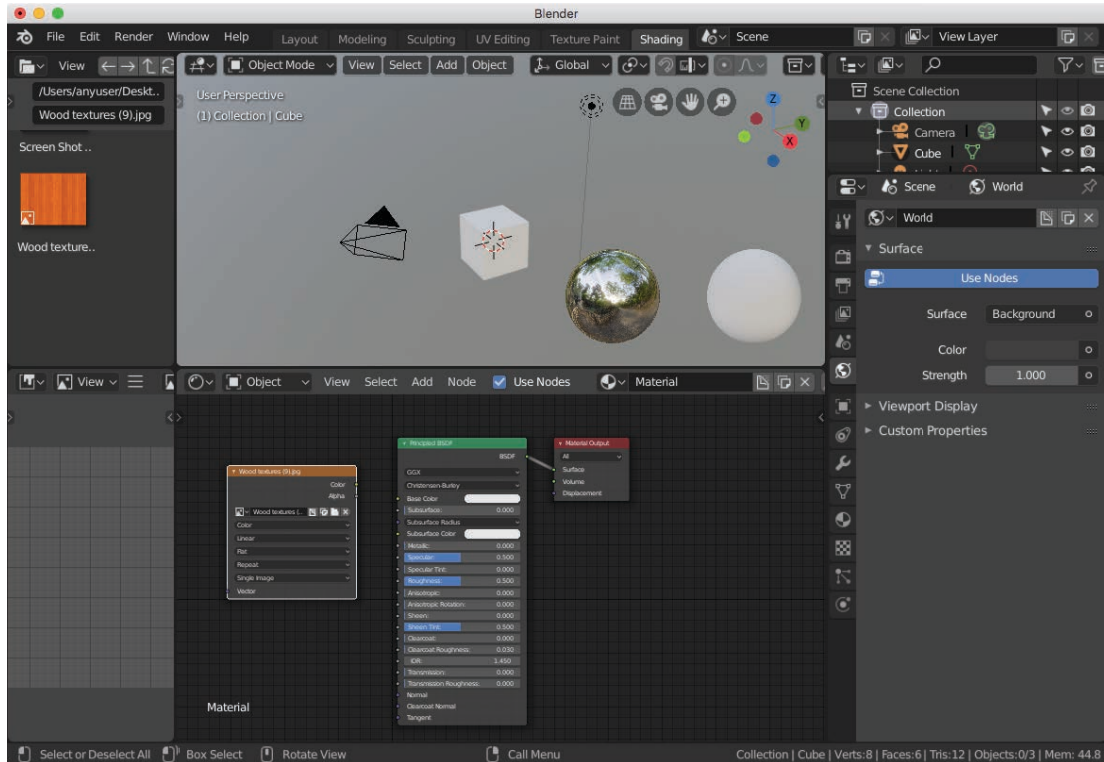 Blender
File Edit Render Window Help Layout Modeling Sculpting UV Editing Texture Paint Shading Scene View Layer
View Object Mode View Select Add Object Global
/Users/anyuser/Deskt..
Wood textures (9).jpg
Screen Shot ..
Wood texture..
User Perspective
(1) Collection | Cube
Z
Y
X
Scene Collection
Collection
Camera
Cube
Scene World
World
Surface
Use Nodes
Surface Background
Color
Strength 1.000
Viewport Display
Custom Properties
View Object View Select Add Node Use Nodes Material
Wood textures (9).jpg
Color
Alpha
Wood textures (..
Color
Linear
Flat
Repeat
Single Image
Vector
Principled BSDF
BSDF
GGX
Christensen-Burley
Base Color
Subsurface: 0.000
Subsurface Radius
Subsurface Color
Metallic: 0.000
Specular: 0.500
Specular Tint: 0.000
Roughness: 0.500
Anisotropic: 0.000
Anisotropic Rotation: 0.000
Sheen: 0.000
Sheen Tint: 0.500
Clearcoat: 0.000
Clearcoat Roughness: 0.030
IOR: 1.450
Transmission: 0.000
Transmission Roughness: 0.000
Normal
Clearcoat Normal
Tangent
Material Output
All
Surface
Volume
Displacement
Material
Select or Deselect All Box Select Rotate View Call Menu Collection | Cube | Verts:8 | Faces:6 | Tris:12 | Objects:0/3 | Mem: 44.8